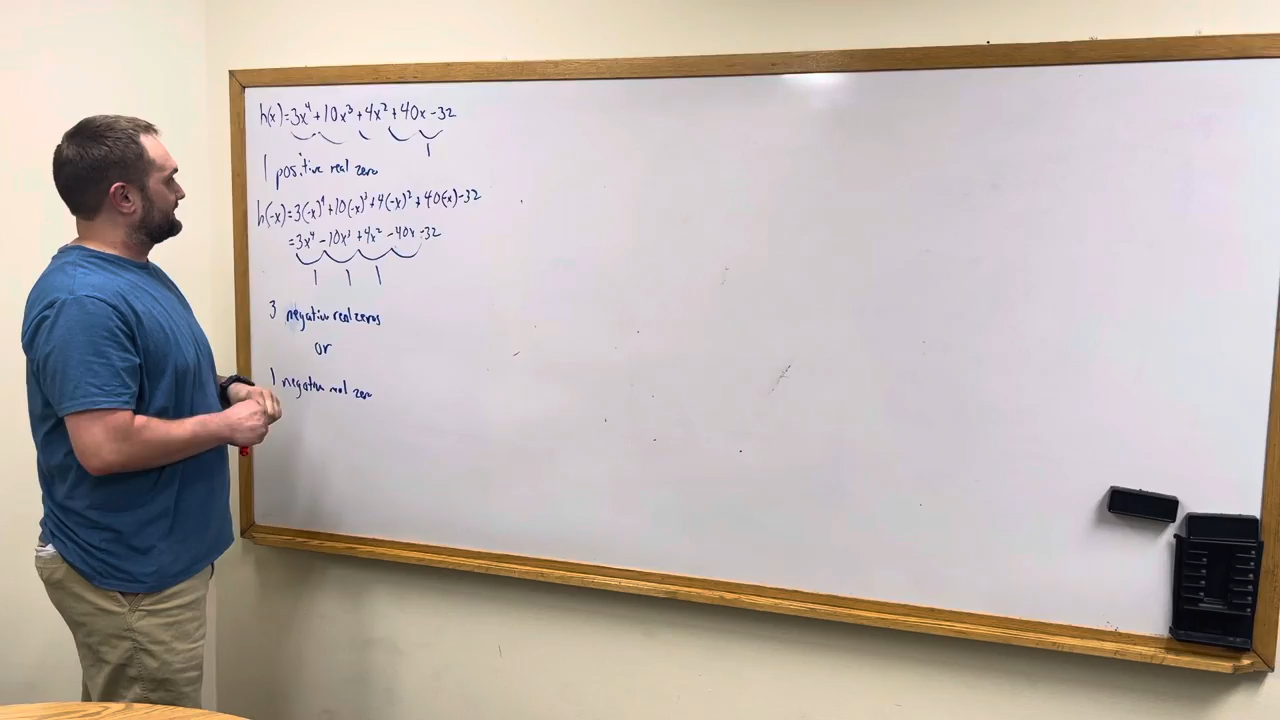 h(x)=3x⁴+10x³+4x²+40x-32
1
1 positive real zero
h(-x)=3(-x)⁴+10(-x)³+4(-x)²+40(-x)-32
=3x⁴-10x³+4x²-40x-32
1 1 1
3 negative real zeros
or
1 negative real zero